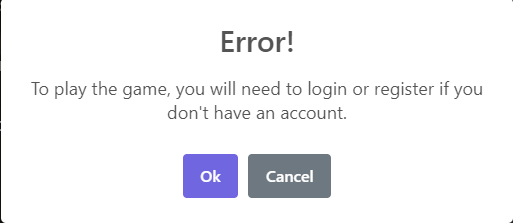 Error!
To play the game, you will need to login or register if you
don't have an account.
Ok Cancel